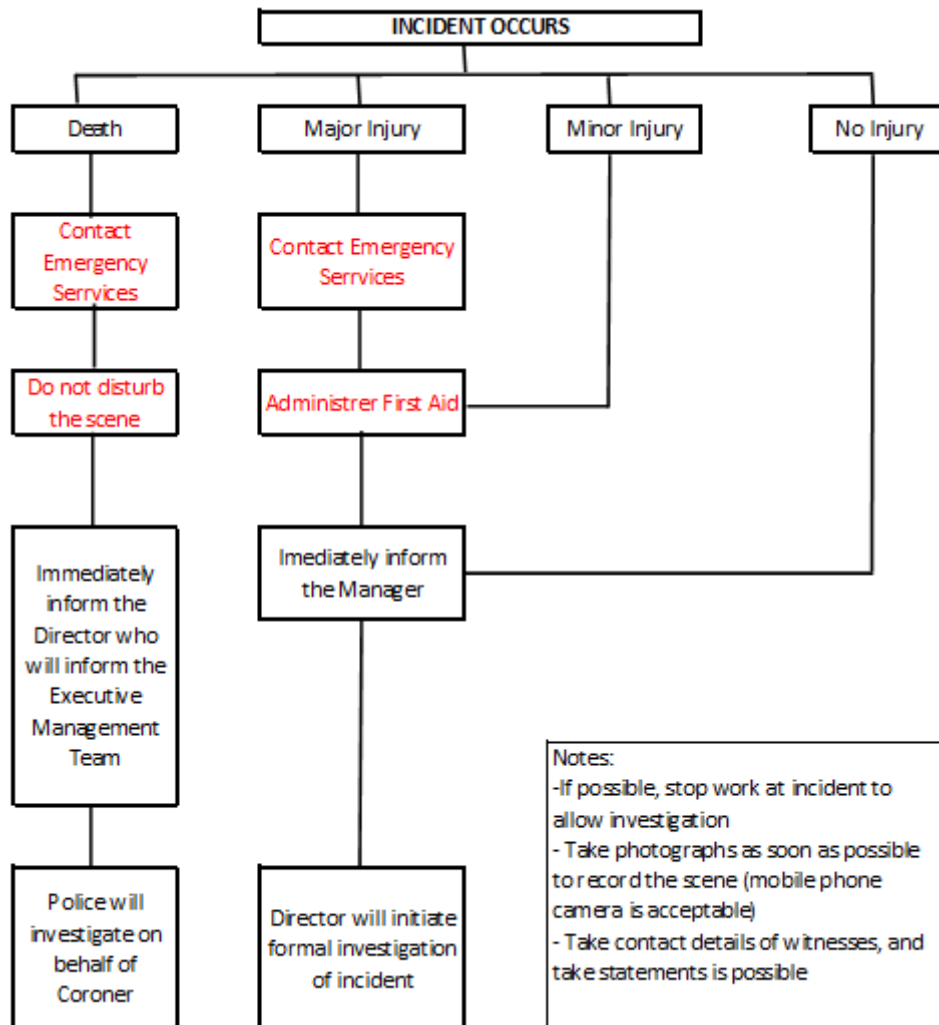 INCIDENT OCCURS
Death
Major Injury
Minor Injury
No Injury
Contact
Emergency
Serrvices
Contact Emergency
Serrvices
Do not disturb
the scene
Administrer First Aid
Immediately
inform the
Director who
will inform the
Executive
Management
Team
Imediately inform
the Manager
Police will
investigate on
behalf of
Coroner
Director will initiate
formal investigation
of incident
Notes:
-If possible, stop work at incident to
allow investigation
- Take photographs as soon as possible
to record the scene (mobile phone
camera is acceptable)
- Take contact details of witnesses, and
take statements is possible